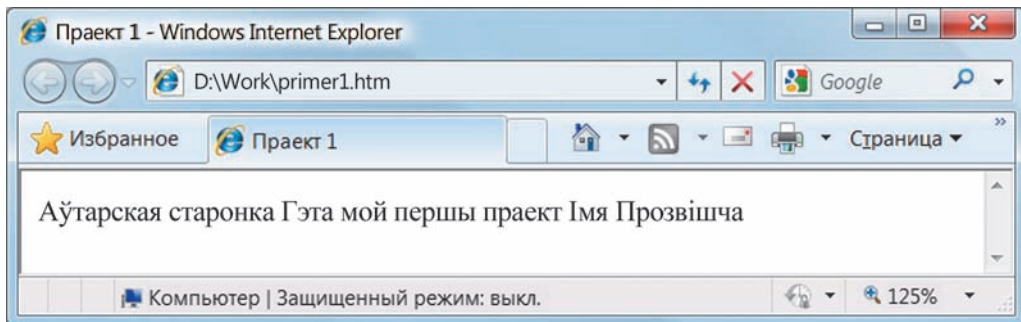 Праект 1 - Windows Internet Explorer
D:\Work\primer1.htm
Google
Избранное
Праект 1
Страница
Аўтарская старонка Гэта мой першы праект Імя Прозвішча
Компьютер | Защищенный режим: выкл.
125%